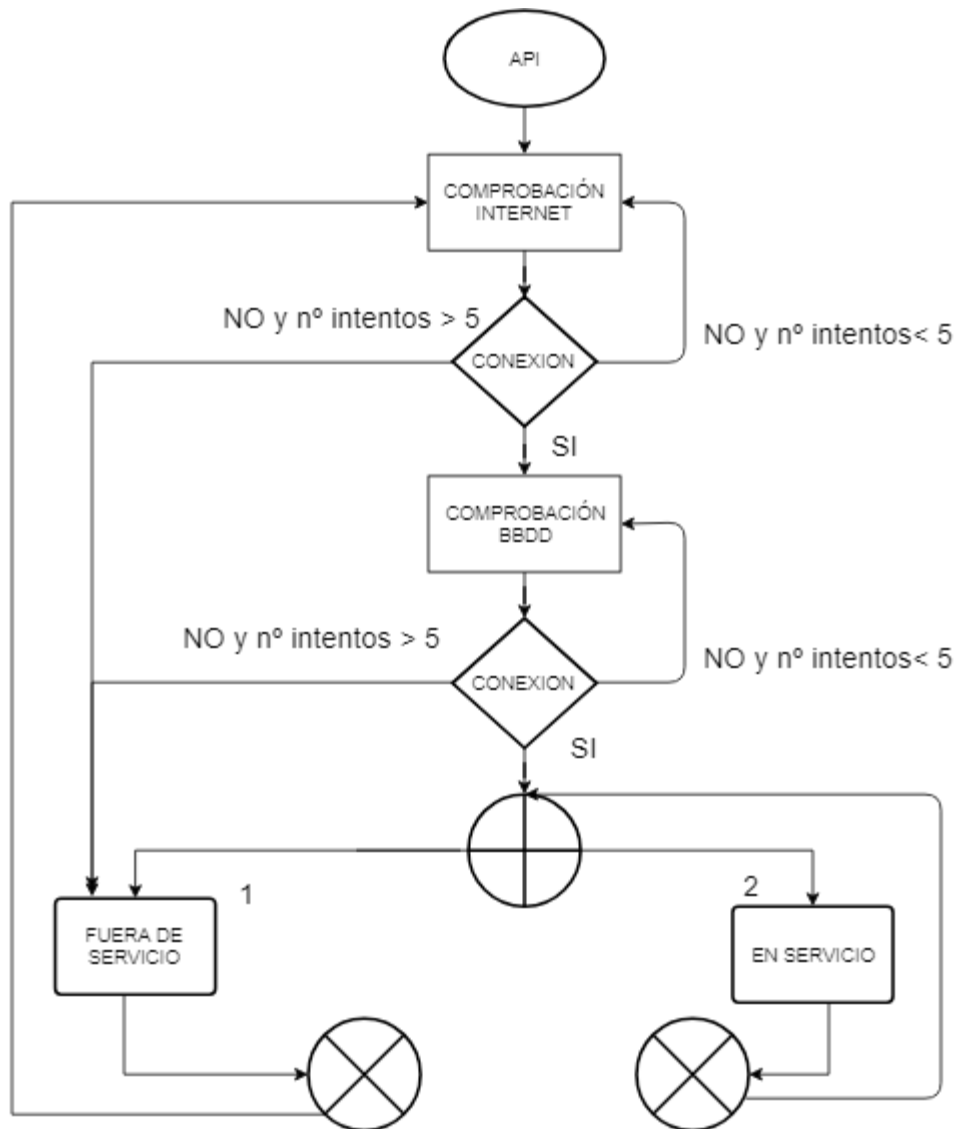 API
COMPROBACIÓN
INTERNET
NO y nº intentos > 5
CONEXION
NO y nº intentos< 5
SI
COMPROBACIÓN
BBDD
NO y nº intentos > 5
CONEXION
NO y nº intentos< 5
SI
1
2
FUERA DE
SERVICIO
EN SERVICIO